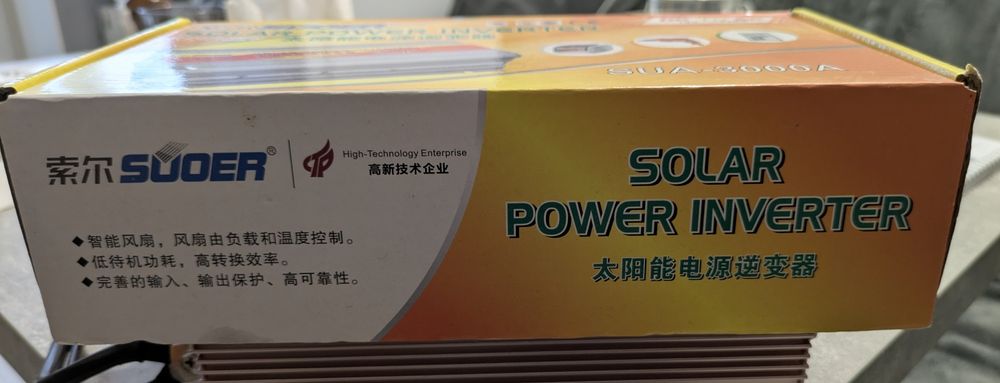 SOLAR POWER INVERTER
SUA-3000A
索尔 SUOER®
High-Technology Enterprise
高新技术企业
SOLAR
POWER INVERTER
太阳能电源逆变器
◆智能风扇，风扇由负载和温度控制。
◆低待机功耗，高转换效率。
◆完善的输入、输出保护、高可靠性。